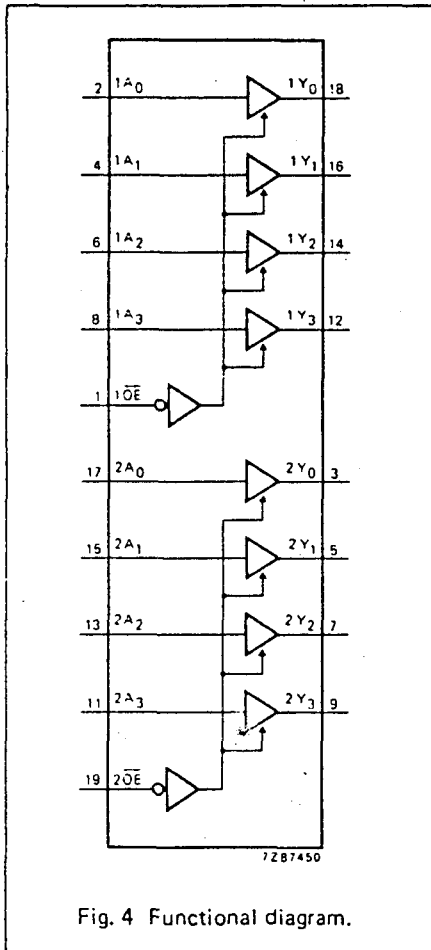 2 1A0 1Y0 18
4 1A1 1Y1 16
6 1A2 1Y2 14
8 1A3 1Y3 12
1 1O̅E̅
17 2A0 2Y0 3
15 2A1 2Y1 5
13 2A2 2Y2 7
11 2A3 2Y3 9
19 2O̅E̅
7Z87450
Fig. 4 Functional diagram.